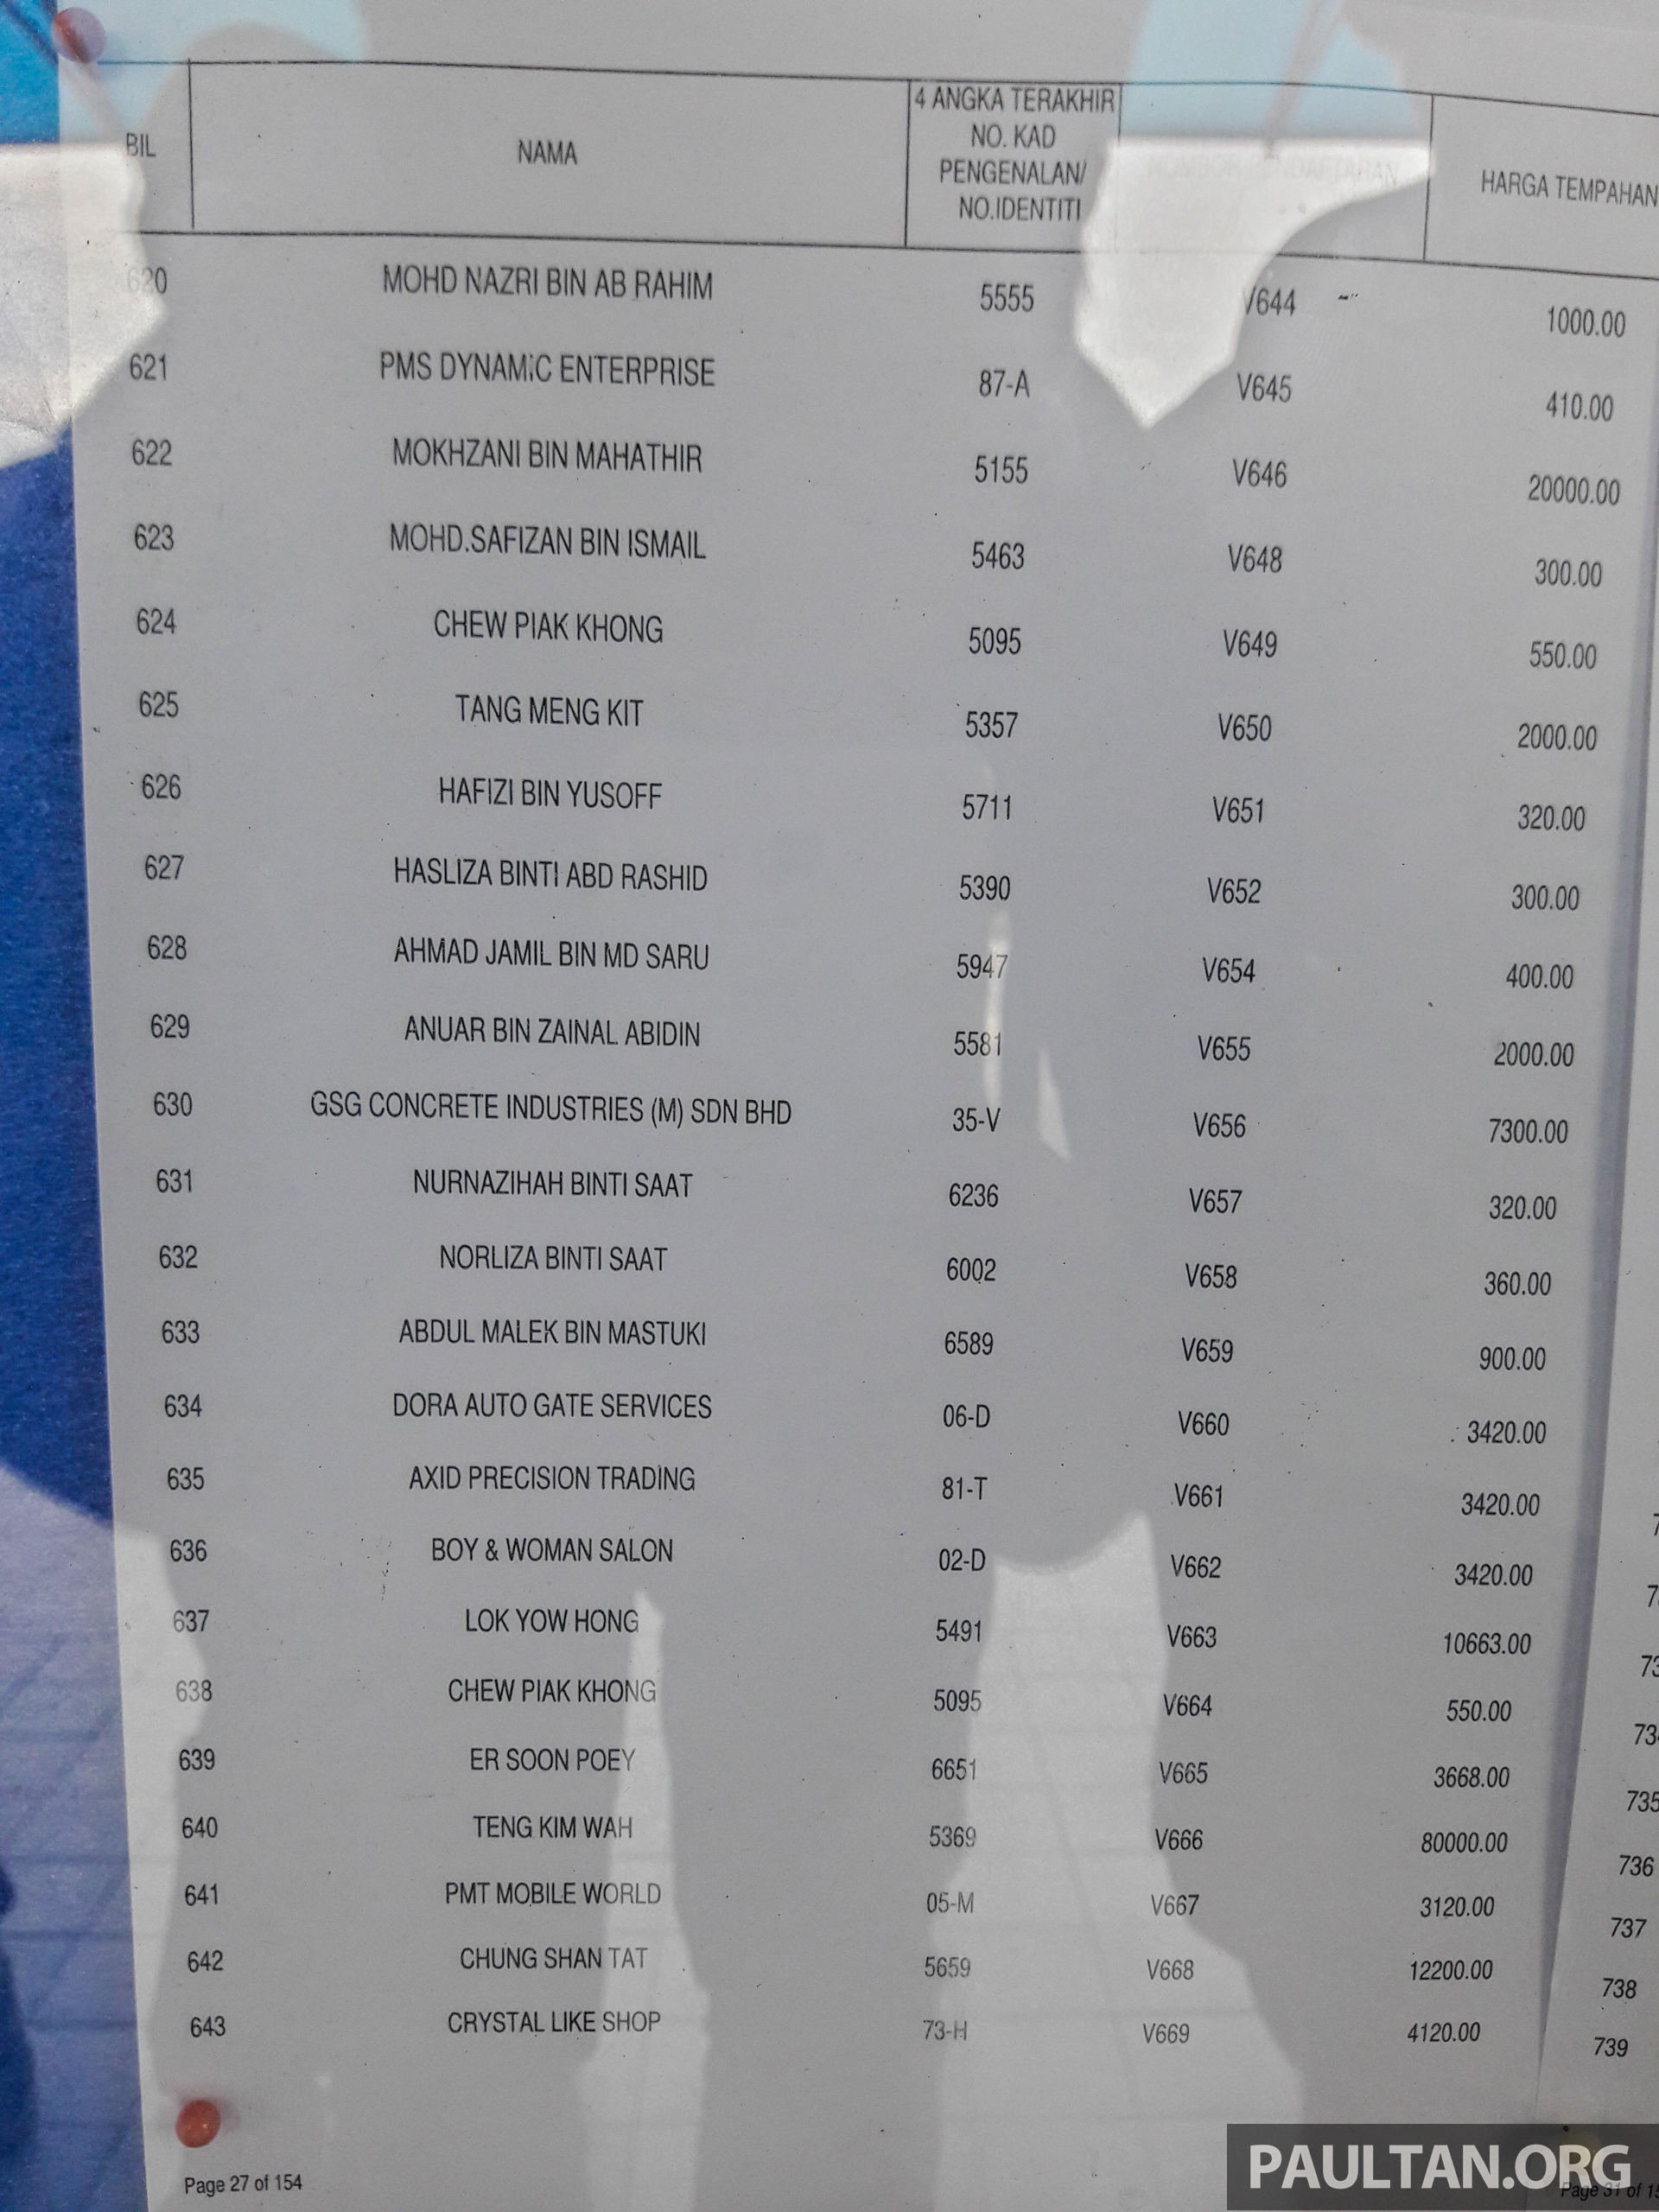 BIL NAMA 4 ANGKA TERAKHIR NO. KAD PENGENALAN/ NO.IDENTITI NOMBOR PENDAFTARAN HARGA TEMPAHAN
620 MOHD NAZRI BIN AB RAHIM 5555 V644 1000.00
621 PMS DYNAMIC ENTERPRISE 87-A V645 410.00
622 MOKHZANI BIN MAHATHIR 5155 V646 20000.00
623 MOHD.SAFIZAN BIN ISMAIL 5463 V648 300.00
624 CHEW PIAK KHONG 5095 V649 550.00
625 TANG MENG KIT 5357 V650 2000.00
626 HAFIZI BIN YUSOFF 5711 V651 320.00
627 HASLIZA BINTI ABD RASHID 5390 V652 300.00
628 AHMAD JAMIL BIN MD SARU 5947 V654 400.00
629 ANUAR BIN ZAINAL ABIDIN 5581 V655 2000.00
630 GSG CONCRETE INDUSTRIES (M) SDN BHD 35-V V656 7300.00
631 NURNAZIHAH BINTI SAAT 6236 V657 320.00
632 NORLIZA BINTI SAAT 6002 V658 360.00
633 ABDUL MALEK BIN MASTUKI 6589 V659 900.00
634 DORA AUTO GATE SERVICES 06-D V660 3420.00
635 AXID PRECISION TRADING 81-T V661 3420.00
636 BOY & WOMAN SALON 02-D V662 3420.00
637 LOK YOW HONG 5491 V663 10663.00
638 CHEW PIAK KHONG 5095 V664 550.00
639 ER SOON POEY 6651 V665 3668.00
640 TENG KIM WAH 5369 V666 80000.00
641 PMT MOBILE WORLD 05-M V667 3120.00
642 CHUNG SHAN TAT 5659 V668 12200.00
643 CRYSTAL LIKE SHOP 73-H V669 4120.00
Page 27 of 154
735
736
737
738
739
PAULTAN.ORG
Page 31 of